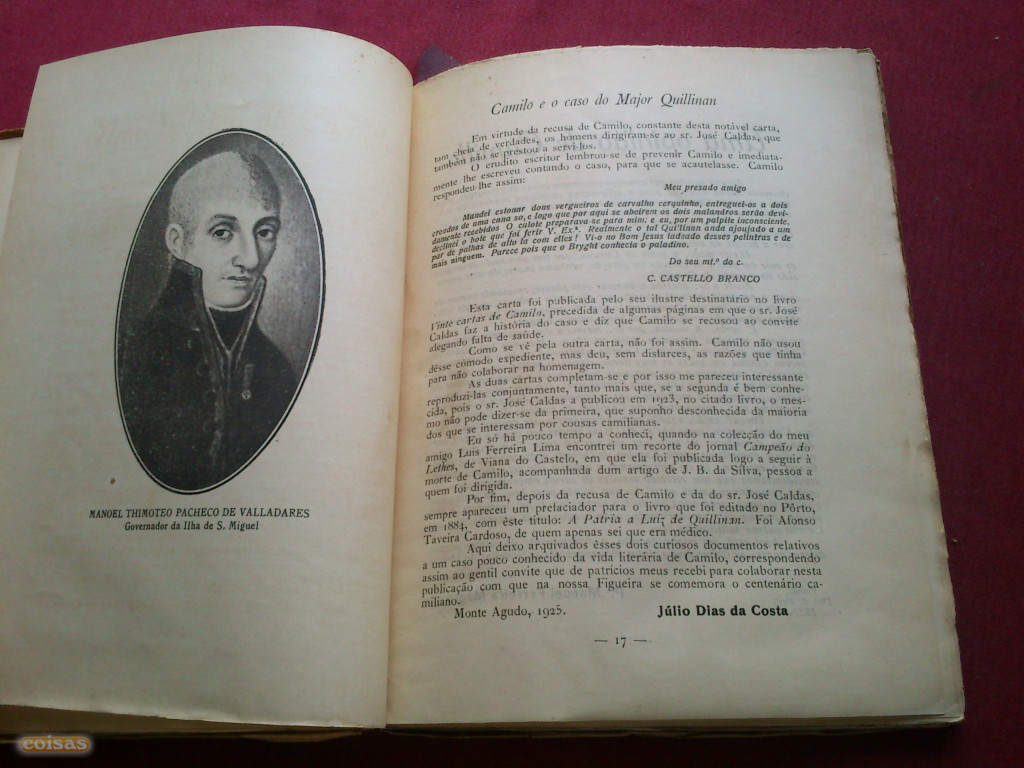 MANOEL THIMOTEO PACHECO DE VALLADARES
Governador da Ilha de S. Miguel
Camilo e o caso do Major Quillinan
Em virtude da recusa de Camilo, constante desta notável carta,
tam cheia de verdades, os homens dirigiram-se ao sr. José Caldas, que
também não se prestou a servi-los.
O erudito escritor lembrou-se de prevenir Camilo e imediata-
mente lhe escreveu contando o caso, para que se acautelasse. Camilo
respondeu-lhe assim:
Meu presado amigo
Mandei estonar dous vergueiros de carvalho cerquinho, entreguei-os a dois
creados de uma cana so, e logo que por aqui se abeirem os dois malandros serão devi-
damente recebidos O calote preparava-se para mim; e eu, por um palpite inconsciente,
declinei o bote que foi ferir V. Ex.ª. Realmente o tal Quillinan anda ajoujado a um
par de palhas de alto lá com elles! Vi-o no Bom Jesus ladeado desses pelintras e de
mais ninguem. Parece pois que o Bryght conhecia o paladino.
Do seu mt.º do c.
C. CASTELLO BRANCO
Esta carta foi publicada pelo seu ilustre destinatário no livro
Vinte cartas de Camilo, precedida de algumas páginas em que o sr. José
Caldas faz a história do caso e diz que Camilo se recusou ao convite
alegando falta de saúde.
Como se vê pela outra carta, não foi assim. Camilo não usou
dêsse cómodo expediente, mas deu, sem disfarces, as razões que tinha
para não colaborar na homenagem.
As duas cartas completam-se e por isso me pareceu interessante
reproduzi-las conjuntamente, tanto mais que, se a segunda é bem conhe-
cida, pois o sr. José Caldas a publicou em 1923, no citado livro, o mes-
mo não pode dizer-se da primeira, que suponho desconhecida da maioria
dos que se interessam por cousas camilianas.
Eu só há pouco tempo a conheci, quando na colecção do meu
amigo Luís Ferreira Lima encontrei um recorte do jornal Campeão do
Lethes, de Viana do Castelo, em que ela foi publicada logo a seguir à
morte de Camilo, acompanhada dum artigo de J. B. da Silva, pessoa a
quem foi dirigida.
Por fim, depois da recusa de Camilo e da do sr. José Caldas,
sempre apareceu um prefaciador para o livro que foi editado no Pôrto,
em 1884, com êste título: A Patria a Luiz de Quillinan. Foi Afonso
Taveira Cardoso, de quem apenas sei que era médico.
Aqui deixo arquivados êsses dois curiosos documentos relativos
a um caso pouco conhecido da vida literária de Camilo, correspondendo
assim ao gentil convite que de patrícios meus recebi para colaborar nesta
publicação com que na nossa Figueira se comemora o centenário ca-
miliano.
Monte Agudo, 1925.
Júlio Dias da Costa
— 17 —
coisas